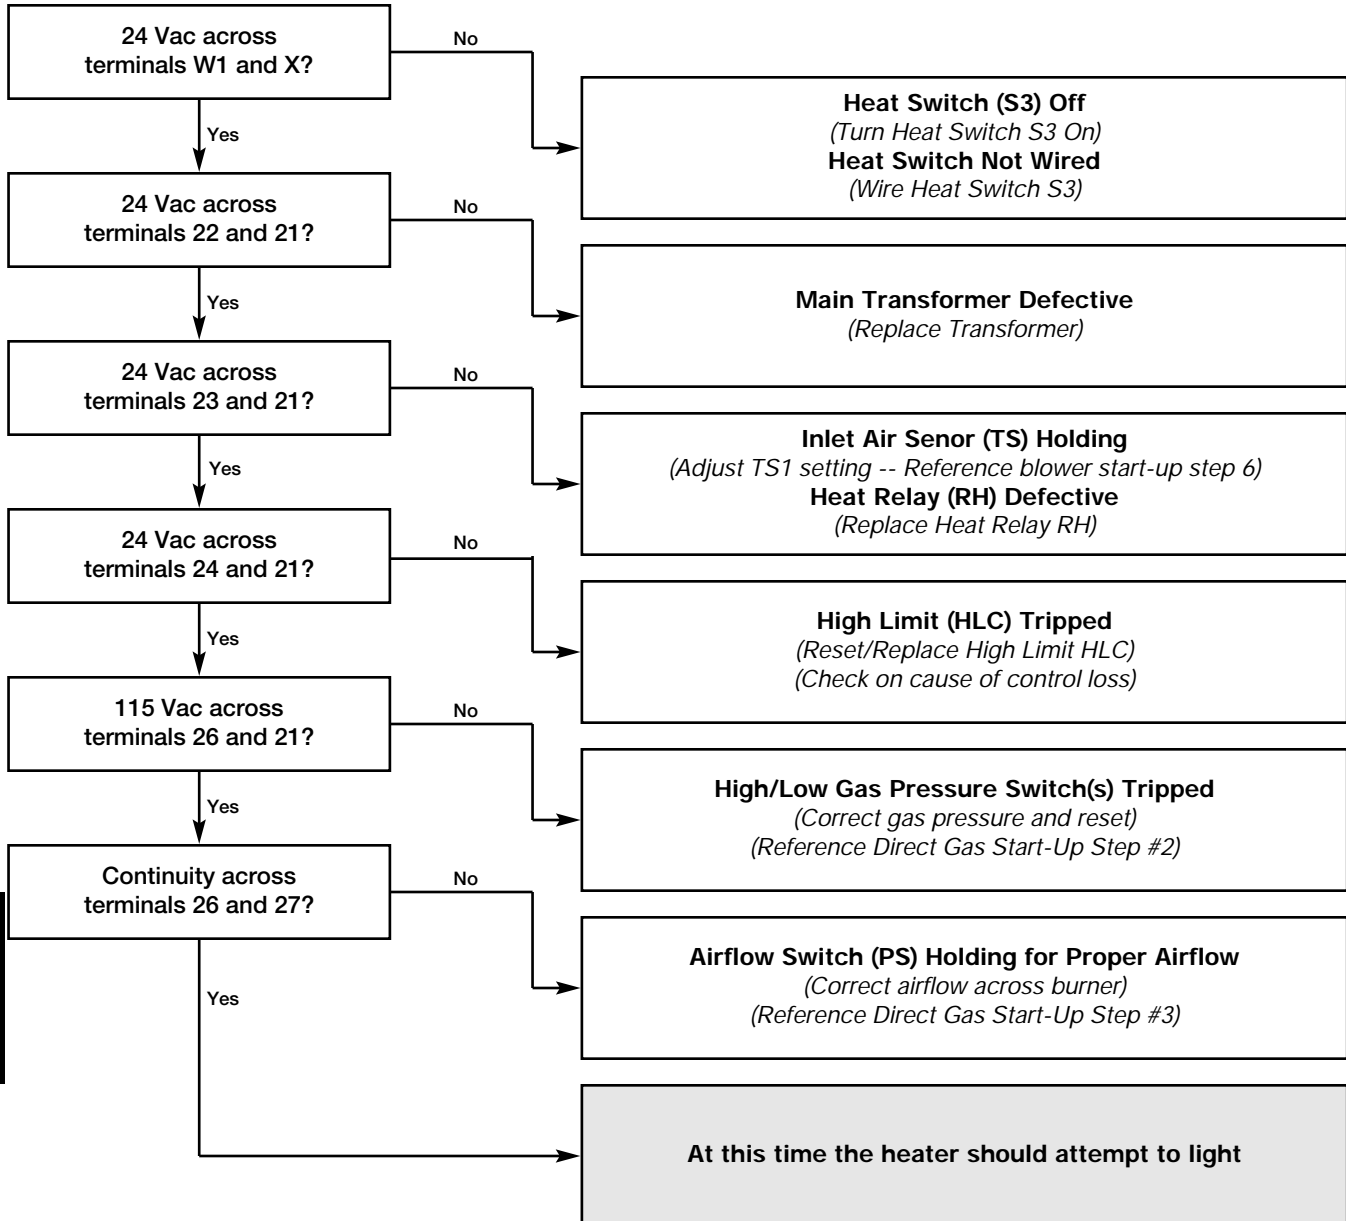 24 Vac across
terminals W1 and X?
No
Heat Switch (S3) Off
(Turn Heat Switch S3 On)
Heat Switch Not Wired
(Wire Heat Switch S3)
Yes
24 Vac across
terminals 22 and 21?
No
Main Transformer Defective
(Replace Transformer)
Yes
24 Vac across
terminals 23 and 21?
No
Inlet Air Senor (TS) Holding
(Adjust TS1 setting -- Reference blower start-up step 6)
Heat Relay (RH) Defective
(Replace Heat Relay RH)
Yes
24 Vac across
terminals 24 and 21?
No
High Limit (HLC) Tripped
(Reset/Replace High Limit HLC)
(Check on cause of control loss)
Yes
115 Vac across
terminals 26 and 21?
No
High/Low Gas Pressure Switch(s) Tripped
(Correct gas pressure and reset)
(Reference Direct Gas Start-Up Step #2)
Yes
Continuity across
terminals 26 and 27?
No
Airflow Switch (PS) Holding for Proper Airflow
(Correct airflow across burner)
(Reference Direct Gas Start-Up Step #3)
Yes
At this time the heater should attempt to light